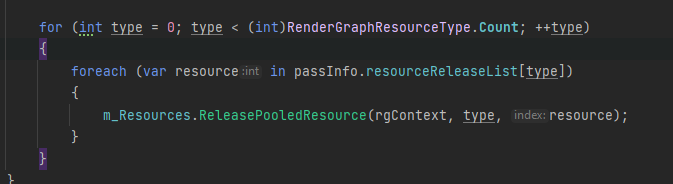 for (int type = 0; type < (int)RenderGraphResourceType.Count; ++type)
{
foreach (var resource:int in passInfo.resourceReleaseList[type])
{
m_Resources.ReleasePooledResource(rgContext, type, index:resource);
}
}
}